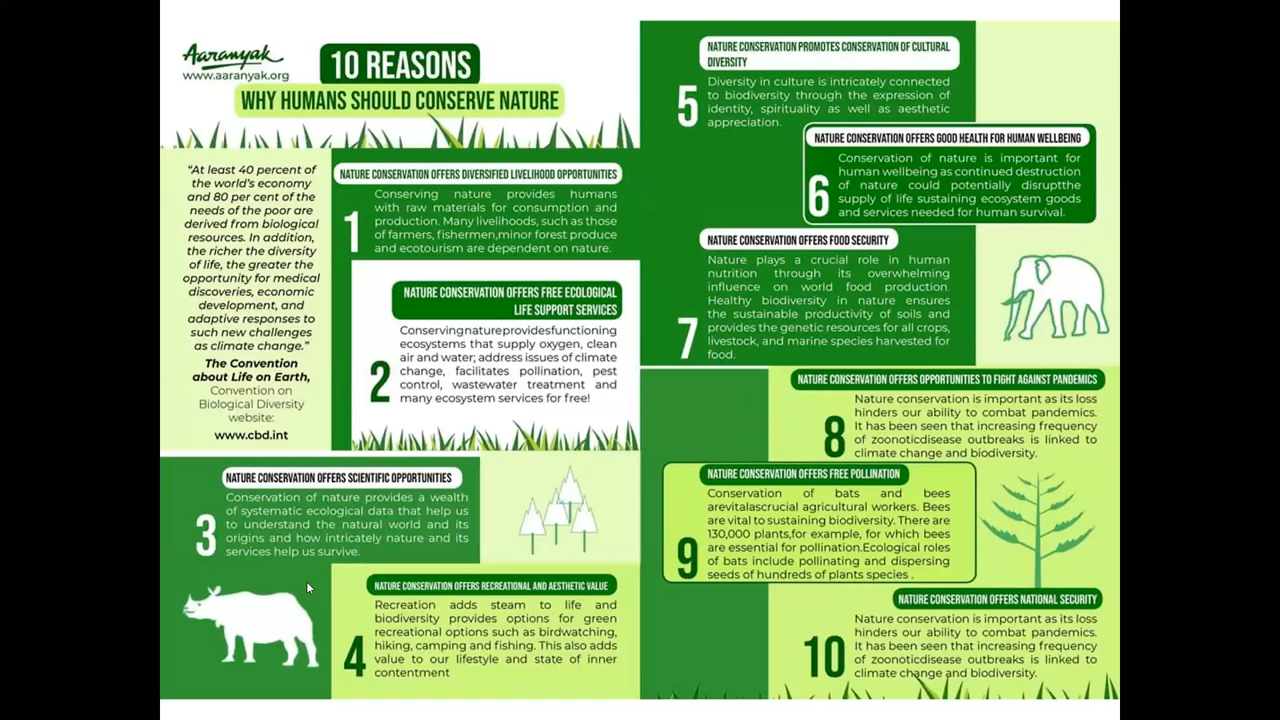 Aaranyak
www.aaranyak.org
10 REASONS
WHY HUMANS SHOULD CONSERVE NATURE
“At least 40 percent of
the world’s economy
and 80 per cent of the
needs of the poor are
derived from biological
resources. In addition,
the richer the diversity
of life, the greater the
opportunity for medical
discoveries, economic
development, and
adaptive responses to
such new challenges
as climate change.”
The Convention
about Life on Earth,
Convention on
Biological Diversity
website:
www.cbd.int
NATURE CONSERVATION OFFERS DIVERSIFIED LIVELIHOOD OPPORTUNITIES
1
Conserving nature provides humans
with raw materials for consumption and
production. Many livelihoods, such as those
of farmers, fishermen,minor forest produce
and ecotourism are dependent on nature.
NATURE CONSERVATION OFFERS FREE ECOLOGICAL
LIFE SUPPORT SERVICES
2
Conservingnatureprovidesfunctioning
ecosystems that supply oxygen, clean
air and water; address issues of climate
change, facilitates pollination, pest
control, wastewater treatment and
many ecosystem services for free!
NATURE CONSERVATION OFFERS SCIENTIFIC OPPORTUNITIES
3
Conservation of nature provides a wealth
of systematic ecological data that help us
to understand the natural world and its
origins and how intricately nature and its
services help us survive.
NATURE CONSERVATION OFFERS RECREATIONAL AND AESTHETIC VALUE
4
Recreation adds steam to life and
biodiversity provides options for green
recreational options such as birdwatching,
hiking, camping and fishing. This also adds
value to our lifestyle and state of inner
contentment
NATURE CONSERVATION PROMOTES CONSERVATION OF CULTURAL
DIVERSITY
5
Diversity in culture is intricately connected
to biodiversity through the expression of
identity, spirituality as well as aesthetic
appreciation.
NATURE CONSERVATION OFFERS GOOD HEALTH FOR HUMAN WELLBEING
6
Conservation of nature is important for
human wellbeing as continued destruction
of nature could potentially disruptthe
supply of life sustaining ecosystem goods
and services needed for human survival.
NATURE CONSERVATION OFFERS FOOD SECURITY
7
Nature plays a crucial role in human
nutrition through its overwhelming
influence on world food production.
Healthy biodiversity in nature ensures
the sustainable productivity of soils and
provides the genetic resources for all crops,
livestock, and marine species harvested for
food.
NATURE CONSERVATION OFFERS OPPORTUNITIES TO FIGHT AGAINST PANDEMICS
8
Nature conservation is important as its loss
hinders our ability to combat pandemics.
It has been seen that increasing frequency
of zoonoticdisease outbreaks is linked to
climate change and biodiversity.
NATURE CONSERVATION OFFERS FREE POLLINATION
9
Conservation of bats and bees
arevitalascrucial agricultural workers. Bees
are vital to sustaining biodiversity. There are
130,000 plants,for example, for which bees
are essential for pollination.Ecological roles
of bats include pollinating and dispersing
seeds of hundreds of plants species .
NATURE CONSERVATION OFFERS NATIONAL SECURITY
10
Nature conservation is important as its loss
hinders our ability to combat pandemics.
It has been seen that increasing frequency
of zoonoticdisease outbreaks is linked to
climate change and biodiversity.